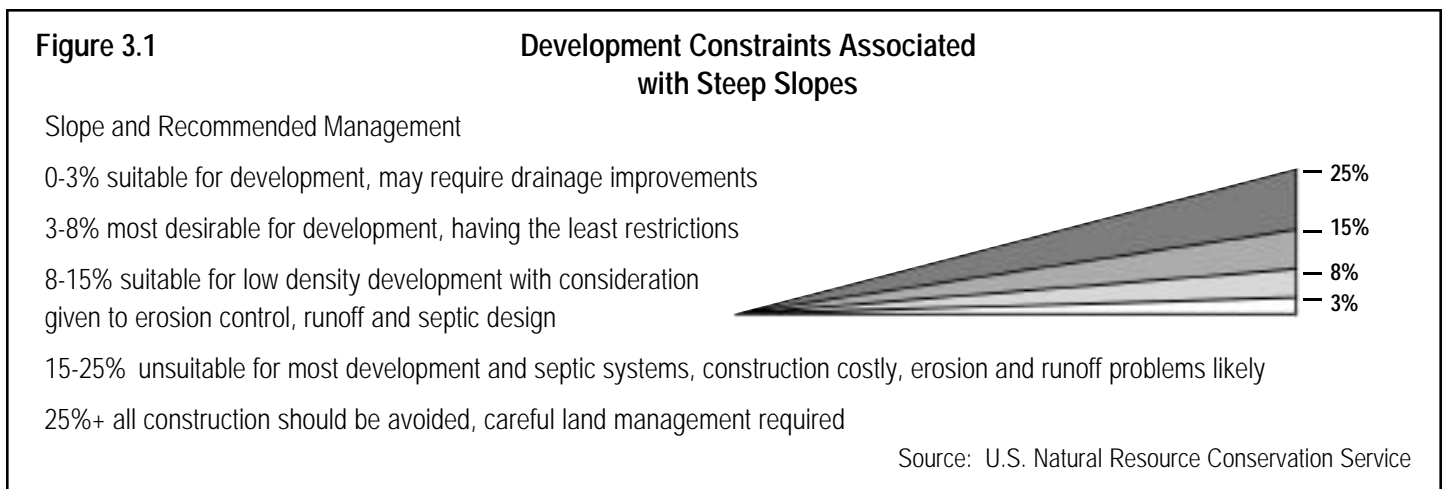 Figure 3.1
Development Constraints Associated
with Steep Slopes
Slope and Recommended Management
0-3% suitable for development, may require drainage improvements
3-8% most desirable for development, having the least restrictions
8-15% suitable for low density development with consideration
given to erosion control, runoff and septic design
15-25% unsuitable for most development and septic systems, construction costly, erosion and runoff problems likely
25%+ all construction should be avoided, careful land management required
25%
15%
8%
3%
Source: U.S. Natural Resource Conservation Service